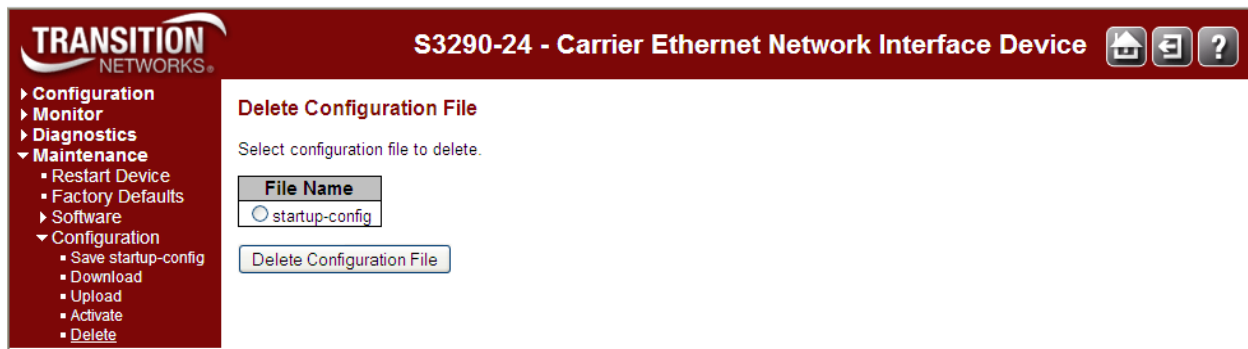 TRANSITION
NETWORKS®
S3290-24 - Carrier Ethernet Network Interface Device
?
Configuration
Monitor
Diagnostics
Maintenance
Restart Device
Factory Defaults
Software
Configuration
Save startup-config
Download
Upload
Activate
Delete
Delete Configuration File
Select configuration file to delete.
File Name
startup-config
Delete Configuration File